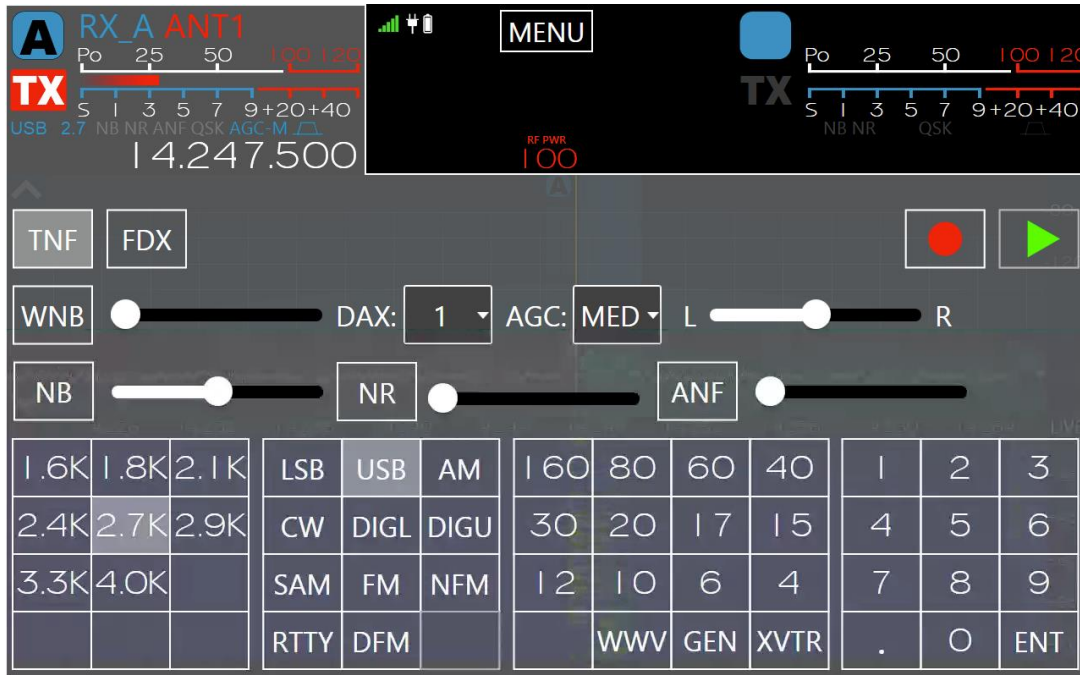 A RX_A ANT1 MENU
Po 25 50 100 120 Po 25 50 100 120
TX TX
S 1 3 5 7 9+20+40 S 1 3 5 7 9+20+40
USB 2.7 NB NR ANF QSK AGC-M NB NR QSK
14.247.500
RF PWR
100
A
TNF FDX
WNB DAX: 1 AGC: MED L R
NB NR ANF
1.6K 1.8K 2.1K LSB USB AM 160 80 60 40 1 2 3
2.4K 2.7K 2.9K CW DIGL DIGU 30 20 17 15 4 5 6
3.3K 4.0K SAM FM NFM 12 10 6 4 7 8 9
RTTY DFM WWV GEN XVTR . 0 ENT